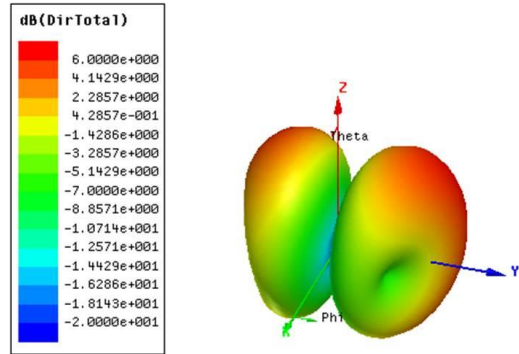 dB(DirTotal)
6.0000e+000
4.1429e+000
2.2857e+000
4.2857e-001
-1.4286e+000
-3.2857e+000
-5.1429e+000
-7.0000e+000
-8.8571e+000
-1.0714e+001
-1.2571e+001
-1.4429e+001
-1.6286e+001
-1.8143e+001
-2.0000e+001
Z
Theta
Y
Phi
X